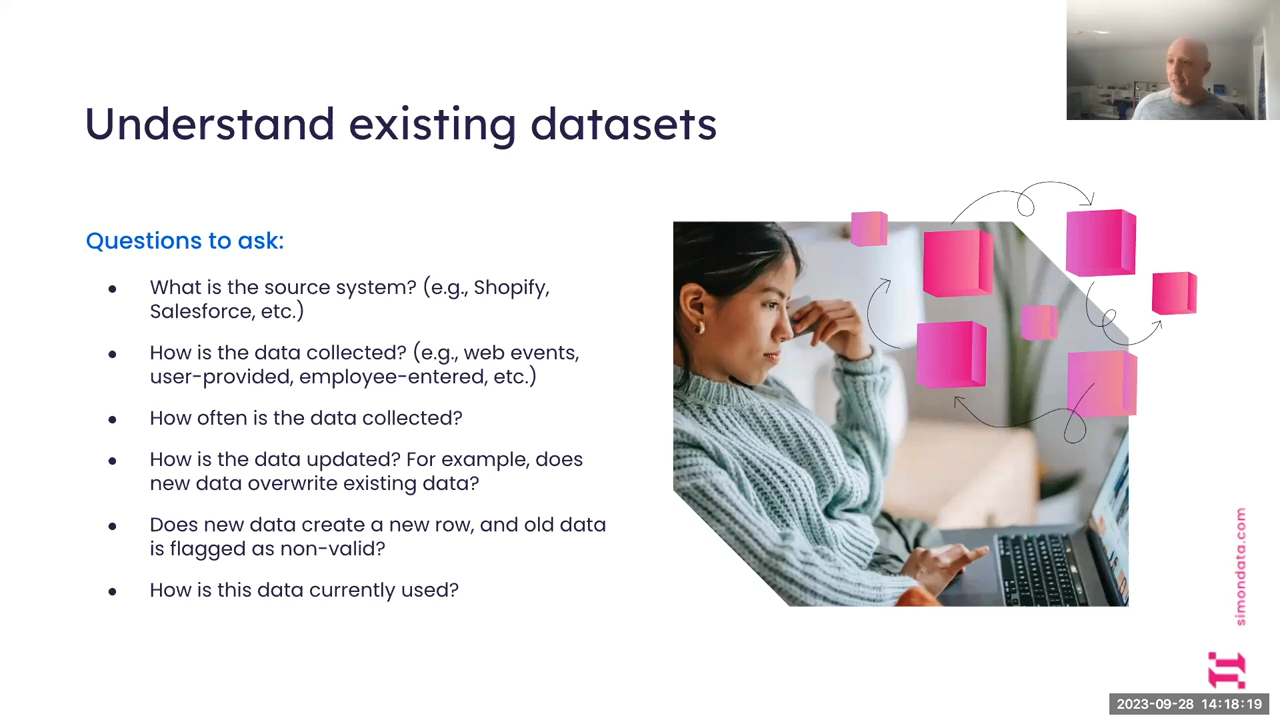 Understand existing datasets
Questions to ask:
• What is the source system? (e.g., Shopify,
Salesforce, etc.)
• How is the data collected? (e.g., web events,
user-provided, employee-entered, etc.)
• How often is the data collected?
• How is the data updated? For example, does
new data overwrite existing data?
• Does new data create a new row, and old data
is flagged as non-valid?
• How is this data currently used?
simondata.com
2023-09-28 14:18:19